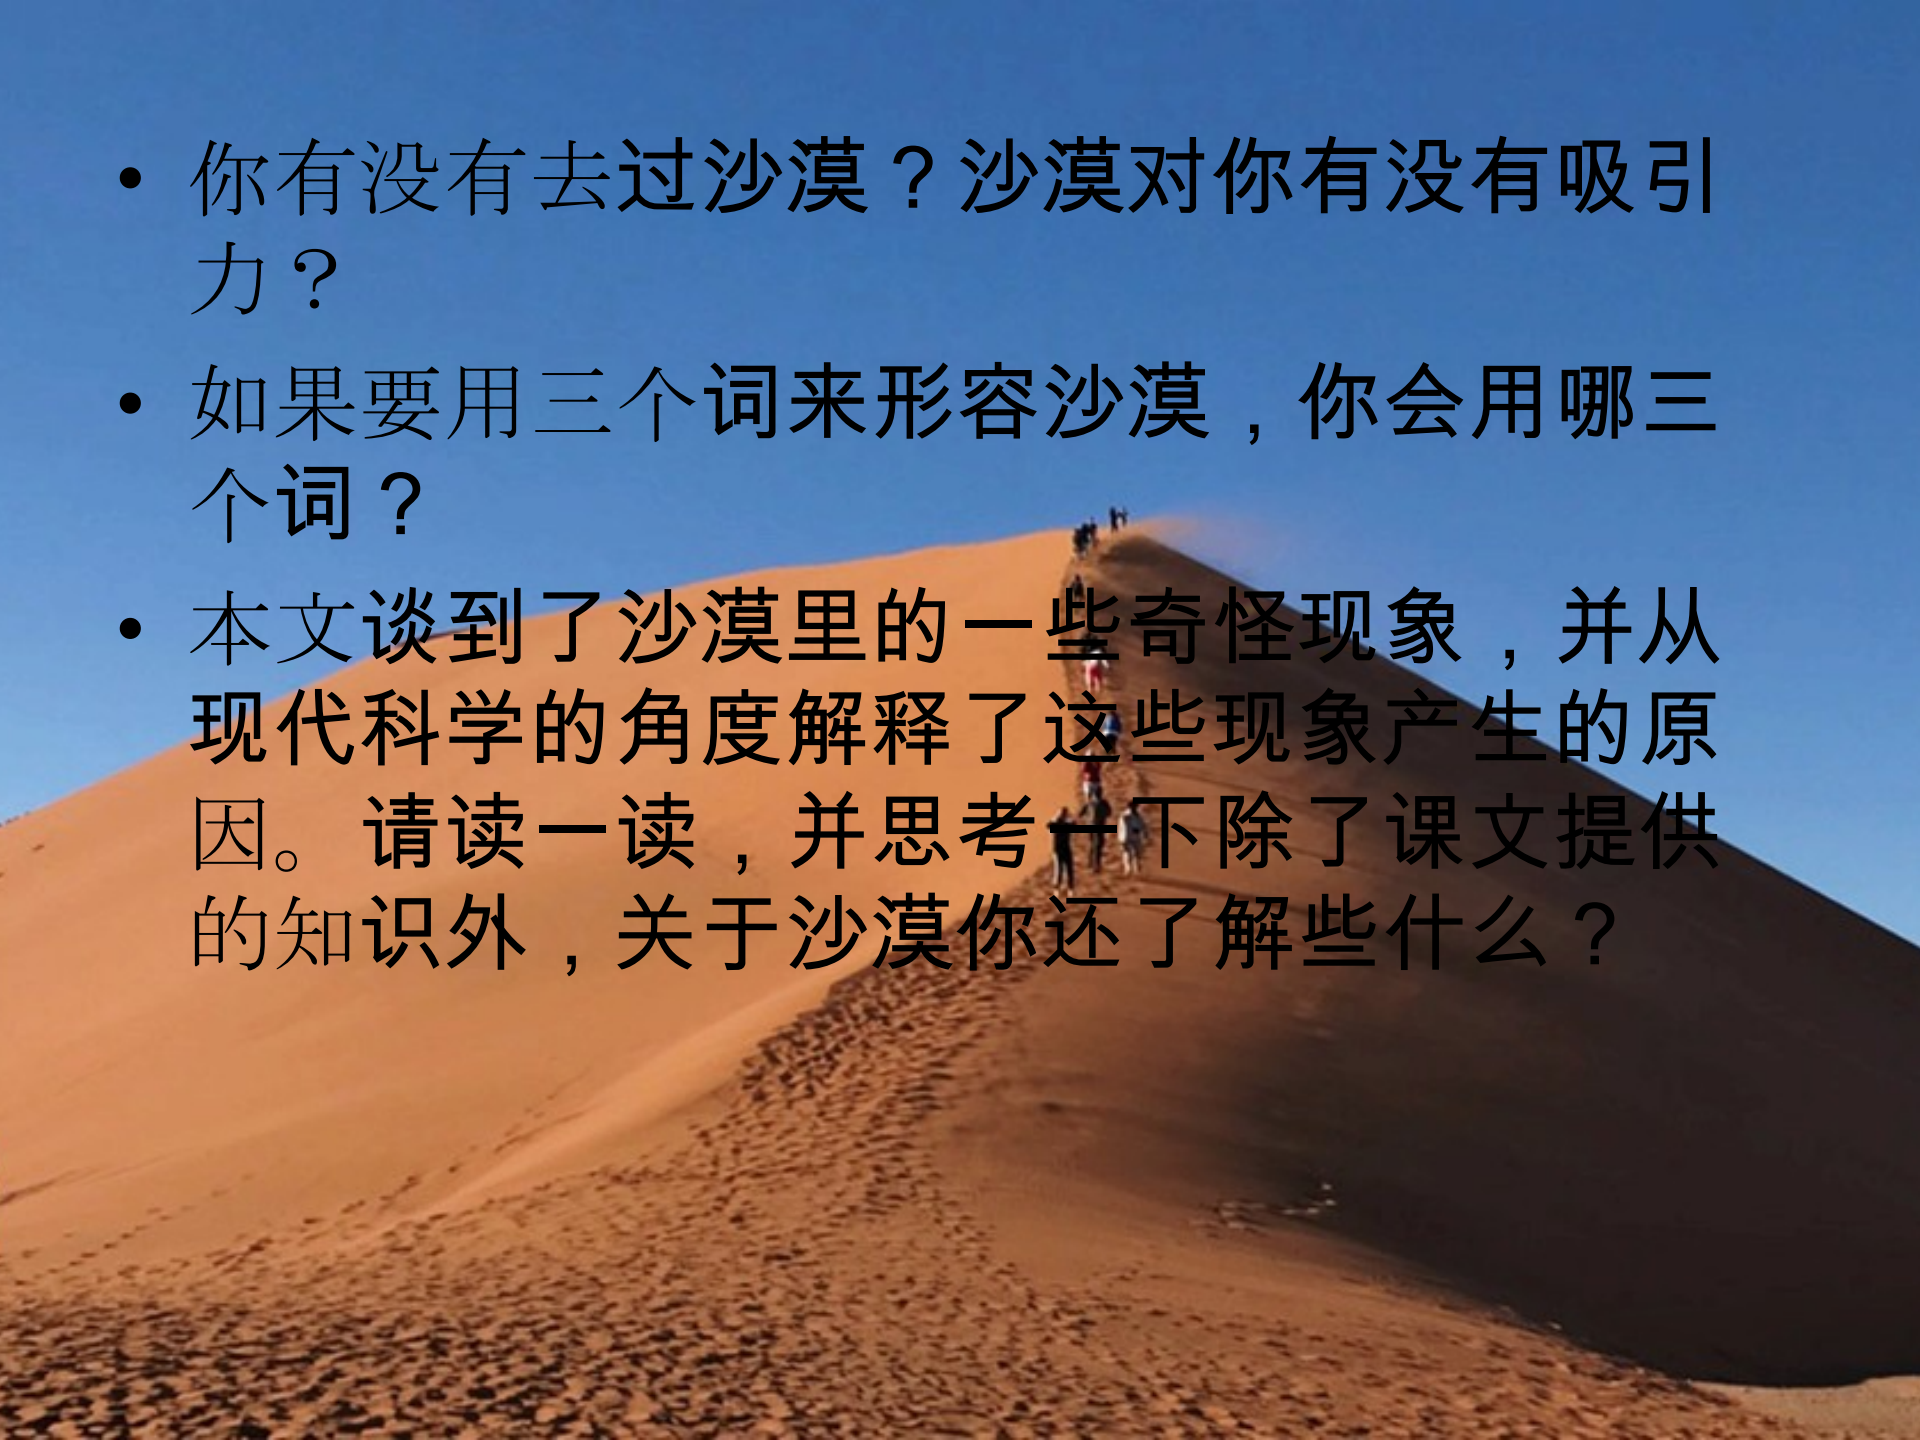 • 你有没有去过沙漠？沙漠对你有没有吸引
力？
• 如果要用三个词来形容沙漠，你会用哪三
个词？
• 本文谈到了沙漠里的一些奇怪现象，并从
现代科学的角度解释了这些现象产生的原
因。请读一读，并思考一下除了课文提供
的知识外，关于沙漠你还了解些什么？